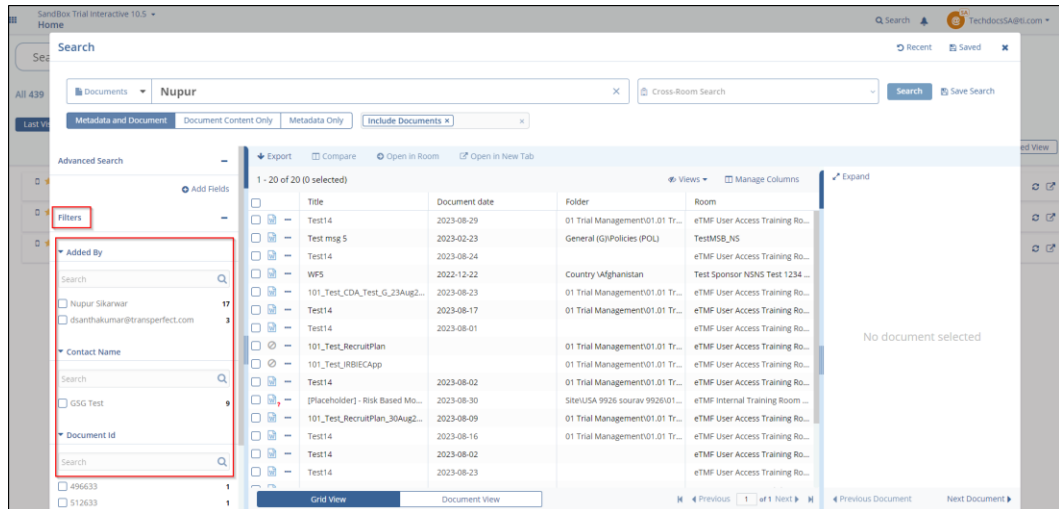 SandBox Trial Interactive 10.5
Home
Search
TechdocsSA@ti.com
Search
Recent
Saved
All 439
Documents
Nupur
Cross-Room Search
Search
Save Search
Metadata and Document
Document Content Only
Metadata Only
Include Documents ×
Advanced Search
Add Fields
Filters
Added By
Search
Nupur Sikarwar 17
dsanthakumar@transperfect.com 3
Contact Name
Search
GSG Test 9
Document Id
Search
496633 1
512633 1
Export Compare Open in Room Open in New Tab
1 - 20 of 20 (0 selected) Views Manage Columns
Title Document date Folder Room
Test14 2023-08-29 01 Trial Management\01.01 Tr... eTMF User Access Training Ro...
Test msg 5 2023-02-23 General (G)\Policies (POL) TestMSB_NS
Test14 2023-08-24 eTMF User Access Training Ro...
WF5 2022-12-22 Country \Afghanistan Test Sponsor NSNS Test 1234 ...
101_Test_CDA_Test_G_23Aug2... 2023-08-23 01 Trial Management\01.01 Tr... eTMF User Access Training Ro...
Test14 2023-08-17 01 Trial Management\01.01 Tr... eTMF User Access Training Ro...
Test14 2023-08-01 eTMF User Access Training Ro...
101_Test_RecruitPlan 01 Trial Management\01.01 Tr... eTMF User Access Training Ro...
101_Test_IRBIECApp 01 Trial Management\01.01 Tr... eTMF User Access Training Ro...
Test14 2023-08-02 01 Trial Management\01.01 Tr... eTMF User Access Training Ro...
[Placeholder] - Risk Based Mo... 2023-08-30 Site\USA 9926 sourav 9926\01... eTMF Internal Training Room ...
101_Test_RecruitPlan_30Aug2... 2023-08-09 01 Trial Management\01.01 Tr... eTMF User Access Training Ro...
Test14 2023-08-16 01 Trial Management\01.01 Tr... eTMF User Access Training Ro...
Test14 2023-08-02 eTMF User Access Training Ro...
Test14 2023-08-23 eTMF User Access Training Ro...
Grid View Document View Previous 1 of 1 Next
Expand
No document selected
Previous Document Next Document